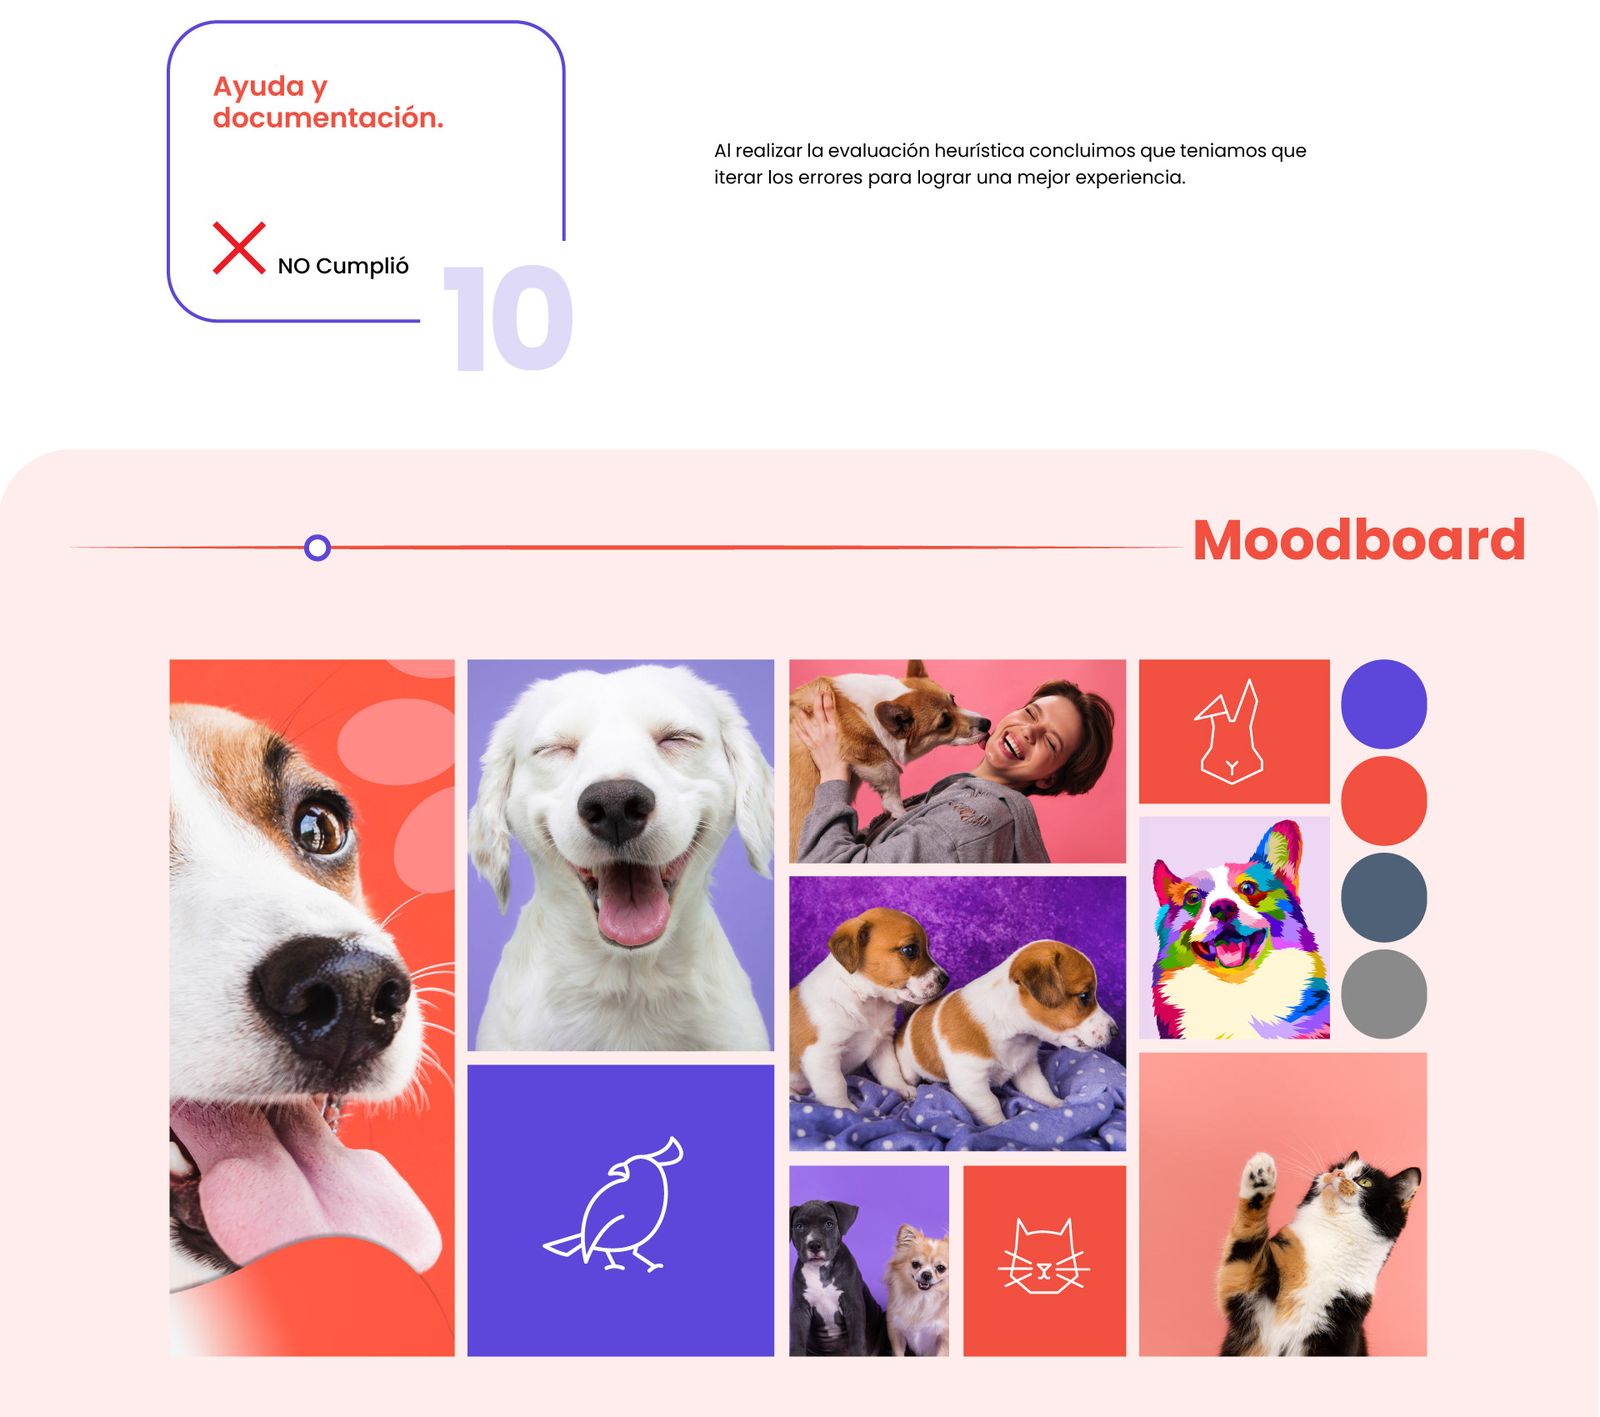 Ayuda y
documentación.
NO Cumplió
10
Al realizar la evaluación heurística concluimos que teniamos que
iterar los errores para lograr una mejor experiencia.
Moodboard